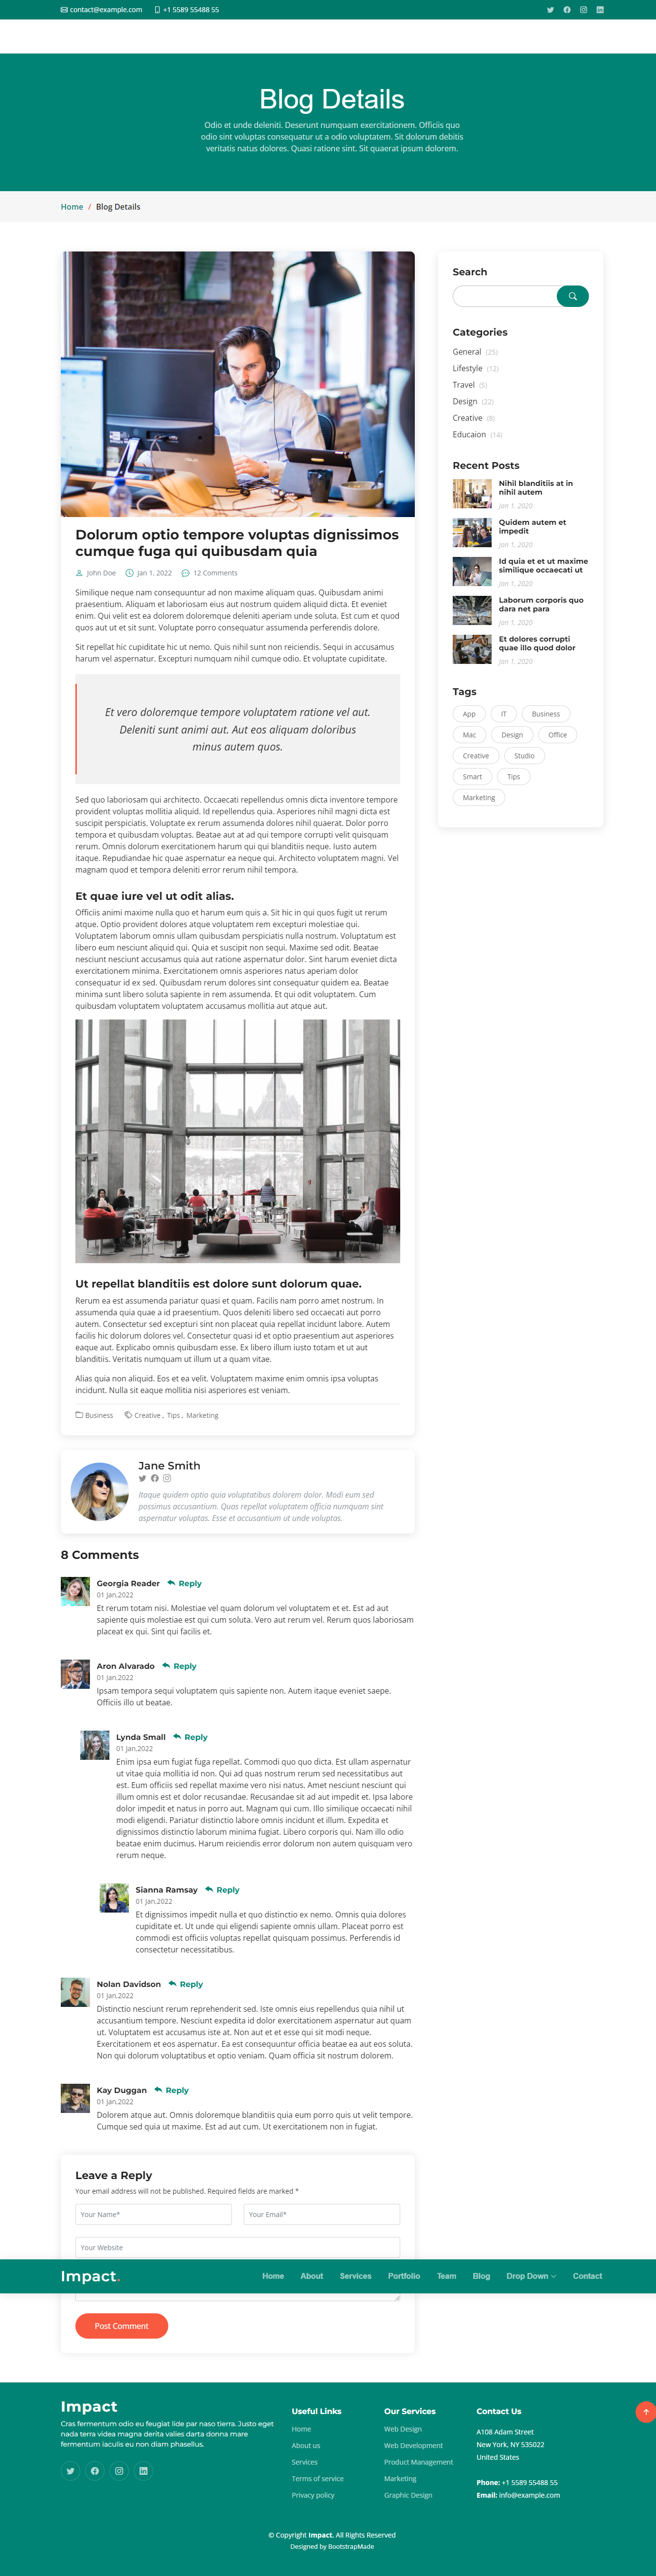 contact@example.com +1 5589 55488 55
Blog Details
Odio et unde deleniti. Deserunt numquam exercitationem. Officiis quo
odio sint voluptas consequatur ut a odio voluptatem. Sit dolorum debitis
veritatis natus dolores. Quasi ratione sint. Sit quaerat ipsum dolorem.
Home / Blog Details
Dolorum optio tempore voluptas dignissimos
cumque fuga qui quibusdam quia
John Doe Jan 1, 2022 12 Comments
Similique neque nam consequuntur ad non maxime aliquam quas. Quibusdam animi
praesentium. Aliquam et laboriosam eius aut nostrum quidem aliquid dicta. Et eveniet
enim. Qui velit est ea dolorem doloremque deleniti aperiam unde soluta. Est cum et quod
quos aut ut et sit sunt. Voluptate porro consequatur assumenda perferendis dolore.
Sit repellat hic cupiditate hic ut nemo. Quis nihil sunt non reiciendis. Sequi in accusamus
harum vel aspernatur. Excepturi numquam nihil cumque odio. Et voluptate cupiditate.
Et vero doloremque tempore voluptatem ratione vel aut.
Deleniti sunt animi aut. Aut eos aliquam doloribus
minus autem quos.
Sed quo laboriosam qui architecto. Occaecati repellendus omnis dicta inventore tempore
provident voluptas mollitia aliquid. Id repellendus quia. Asperiores nihil magni dicta est
suscipit perspiciatis. Voluptate ex rerum assumenda dolores nihil quaerat. Dolor porro
tempora et quibusdam voluptas. Beatae aut at ad qui tempore corrupti velit quisquam
rerum. Omnis dolorum exercitationem harum qui qui blanditiis neque. Iusto autem
itaque. Repudiandae hic quae aspernatur ea neque qui. Architecto voluptatem magni. Vel
magnam quod et tempora deleniti error rerum nihil tempora.
Et quae iure vel ut odit alias.
Officiis animi maxime nulla quo et harum eum quis a. Sit hic in qui quos fugit ut rerum
atque. Optio provident dolores atque voluptatem rem excepturi molestiae qui.
Voluptatem laborum omnis ullam quibusdam perspiciatis nulla nostrum. Voluptatum est
libero eum nesciunt aliquid qui. Quia et suscipit non sequi. Maxime sed odit. Beatae
nesciunt nesciunt accusamus quia aut ratione aspernatur dolor. Sint harum eveniet dicta
exercitationem minima. Exercitationem omnis asperiores natus aperiam dolor
consequatur id ex sed. Quibusdam rerum dolores sint consequatur quidem ea. Beatae
minima sunt libero soluta sapiente in rem assumenda. Et qui odit voluptatem. Cum
quibusdam voluptatem voluptatem accusamus mollitia aut atque aut.
Ut repellat blanditiis est dolore sunt dolorum quae.
Rerum ea est assumenda pariatur quasi et quam. Facilis nam porro amet nostrum. In
assumenda quia quae a id praesentium. Quos deleniti libero sed occaecati aut porro
autem. Consectetur sed excepturi sint non placeat quia repellat incidunt labore. Autem
facilis hic dolorum dolores vel. Consectetur quasi id et optio praesentium aut asperiores
eaque aut. Explicabo omnis quibusdam esse. Ex libero illum iusto totam et ut aut
blanditiis. Veritatis numquam ut illum ut a quam vitae.
Alias quia non aliquid. Eos et ea velit. Voluptatem maxime enim omnis ipsa voluptas
incidunt. Nulla sit eaque mollitia nisi asperiores est veniam.
Business Creative, Tips, Marketing
Jane Smith
Itaque quidem optio quia voluptatibus dolorem dolor. Modi eum sed
possimus accusantium. Quas repellat voluptatem officia numquam sint
aspernatur voluptas. Esse et accusantium ut unde voluptas.
8 Comments
Georgia Reader Reply
01 Jan,2022
Et rerum totam nisi. Molestiae vel quam dolorum vel voluptatem et et. Est ad aut
sapiente quis molestiae est qui cum soluta. Vero aut rerum vel. Rerum quos laboriosam
placeat ex qui. Sint qui facilis et.
Aron Alvarado Reply
01 Jan,2022
Ipsam tempora sequi voluptatem quis sapiente non. Autem itaque eveniet saepe.
Officiis illo ut beatae.
Lynda Small Reply
01 Jan,2022
Enim ipsa eum fugiat fuga repellat. Commodi quo quo dicta. Est ullam aspernatur
ut vitae quia mollitia id non. Qui ad quas nostrum rerum sed necessitatibus aut
est. Eum officiis sed repellat maxime vero nisi natus. Amet nesciunt nesciunt qui
illum omnis est et dolor recusandae. Recusandae sit ad aut impedit et. Ipsa labore
dolor impedit et natus in porro aut. Magnam qui cum. Illo similique occaecati nihil
modi eligendi. Pariatur distinctio labore omnis incidunt et illum. Expedita et
dignissimos distinctio laborum minima fugiat. Libero corporis qui. Nam illo odio
beatae enim ducimus. Harum reiciendis error dolorum non autem quisquam vero
rerum neque.
Sianna Ramsay Reply
01 Jan,2022
Et dignissimos impedit nulla et quo distinctio ex nemo. Omnis quia dolores
cupiditate et. Ut unde qui eligendi sapiente omnis ullam. Placeat porro est
commodi est officiis voluptas repellat quisquam possimus. Perferendis id
consectetur necessitatibus.
Nolan Davidson Reply
01 Jan,2022
Distinctio nesciunt rerum reprehenderit sed. Iste omnis eius repellendus quia nihil ut
accusantium tempore. Nesciunt expedita id dolor exercitationem aspernatur aut quam
ut. Voluptatem est accusamus iste at. Non aut et et esse qui sit modi neque.
Exercitationem et eos aspernatur. Ea est consequuntur officia beatae ea aut eos soluta.
Non qui dolorum voluptatibus et optio veniam. Quam officia sit nostrum dolorem.
Kay Duggan Reply
01 Jan,2022
Dolorem atque aut. Omnis doloremque blanditiis quia eum porro quis ut velit tempore.
Cumque sed quia ut maxime. Est ad aut cum. Ut exercitationem non in fugiat.
Leave a Reply
Your email address will not be published. Required fields are marked *
Your Name* Your Email*
Your Website
Post Comment
Search
Categories
General (25)
Lifestyle (12)
Travel (5)
Design (22)
Creative (8)
Educaion (14)
Recent Posts
Nihil blanditiis at in
nihil autem
Jan 1, 2020
Quidem autem et
impedit
Jan 1, 2020
Id quia et et ut maxime
similique occaecati ut
Jan 1, 2020
Laborum corporis quo
dara net para
Jan 1, 2020
Et dolores corrupti
quae illo quod dolor
Jan 1, 2020
Tags
App IT Business
Mac Design Office
Creative Studio
Smart Tips
Marketing
Impact. Home About Services Portfolio Team Blog Drop Down Contact
Impact
Cras fermentum odio eu feugiat lide par naso tierra. Justo eget
nada terra videa magna derita valies darta donna mare
fermentum iaculis eu non diam phasellus.
Useful Links
Home
About us
Services
Terms of service
Privacy policy
Our Services
Web Design
Web Development
Product Management
Marketing
Graphic Design
Contact Us
A108 Adam Street
New York, NY 535022
United States
Phone: +1 5589 55488 55
Email: info@example.com
© Copyright Impact. All Rights Reserved
Designed by BootstrapMade